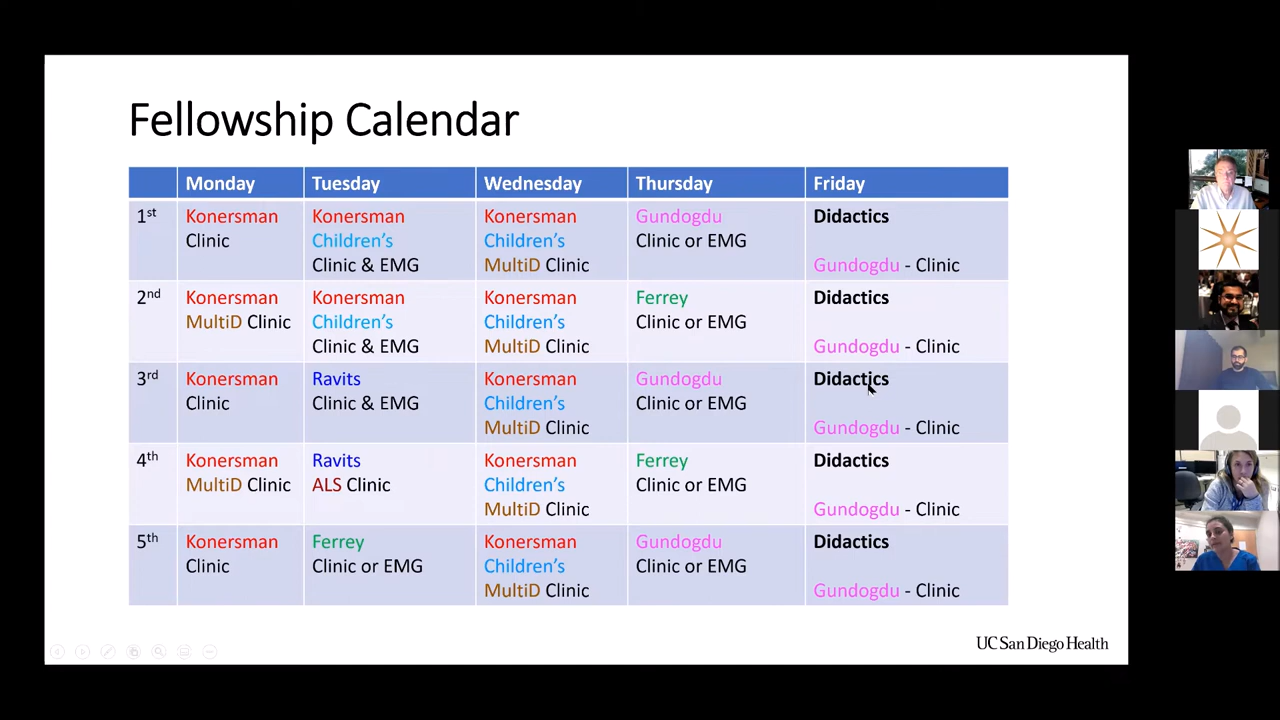 Fellowship Calendar
Monday Tuesday Wednesday Thursday Friday
1st Konersman Konersman Konersman Gundogdu Didactics
Clinic Children's Children's Clinic or EMG
Clinic & EMG MultiD Clinic Gundogdu - Clinic
2nd Konersman Konersman Konersman Ferrey Didactics
MultiD Clinic Children's Children's Clinic or EMG
Clinic & EMG MultiD Clinic Gundogdu - Clinic
3rd Konersman Ravits Konersman Gundogdu Didactics
Clinic Clinic & EMG Children's Clinic or EMG
MultiD Clinic Gundogdu - Clinic
4th Konersman Ravits Konersman Ferrey Didactics
MultiD Clinic ALS Clinic Children's Clinic or EMG
MultiD Clinic Gundogdu - Clinic
5th Konersman Ferrey Konersman Gundogdu Didactics
Clinic Clinic or EMG Children's Clinic or EMG
MultiD Clinic Gundogdu - Clinic
UC San Diego Health